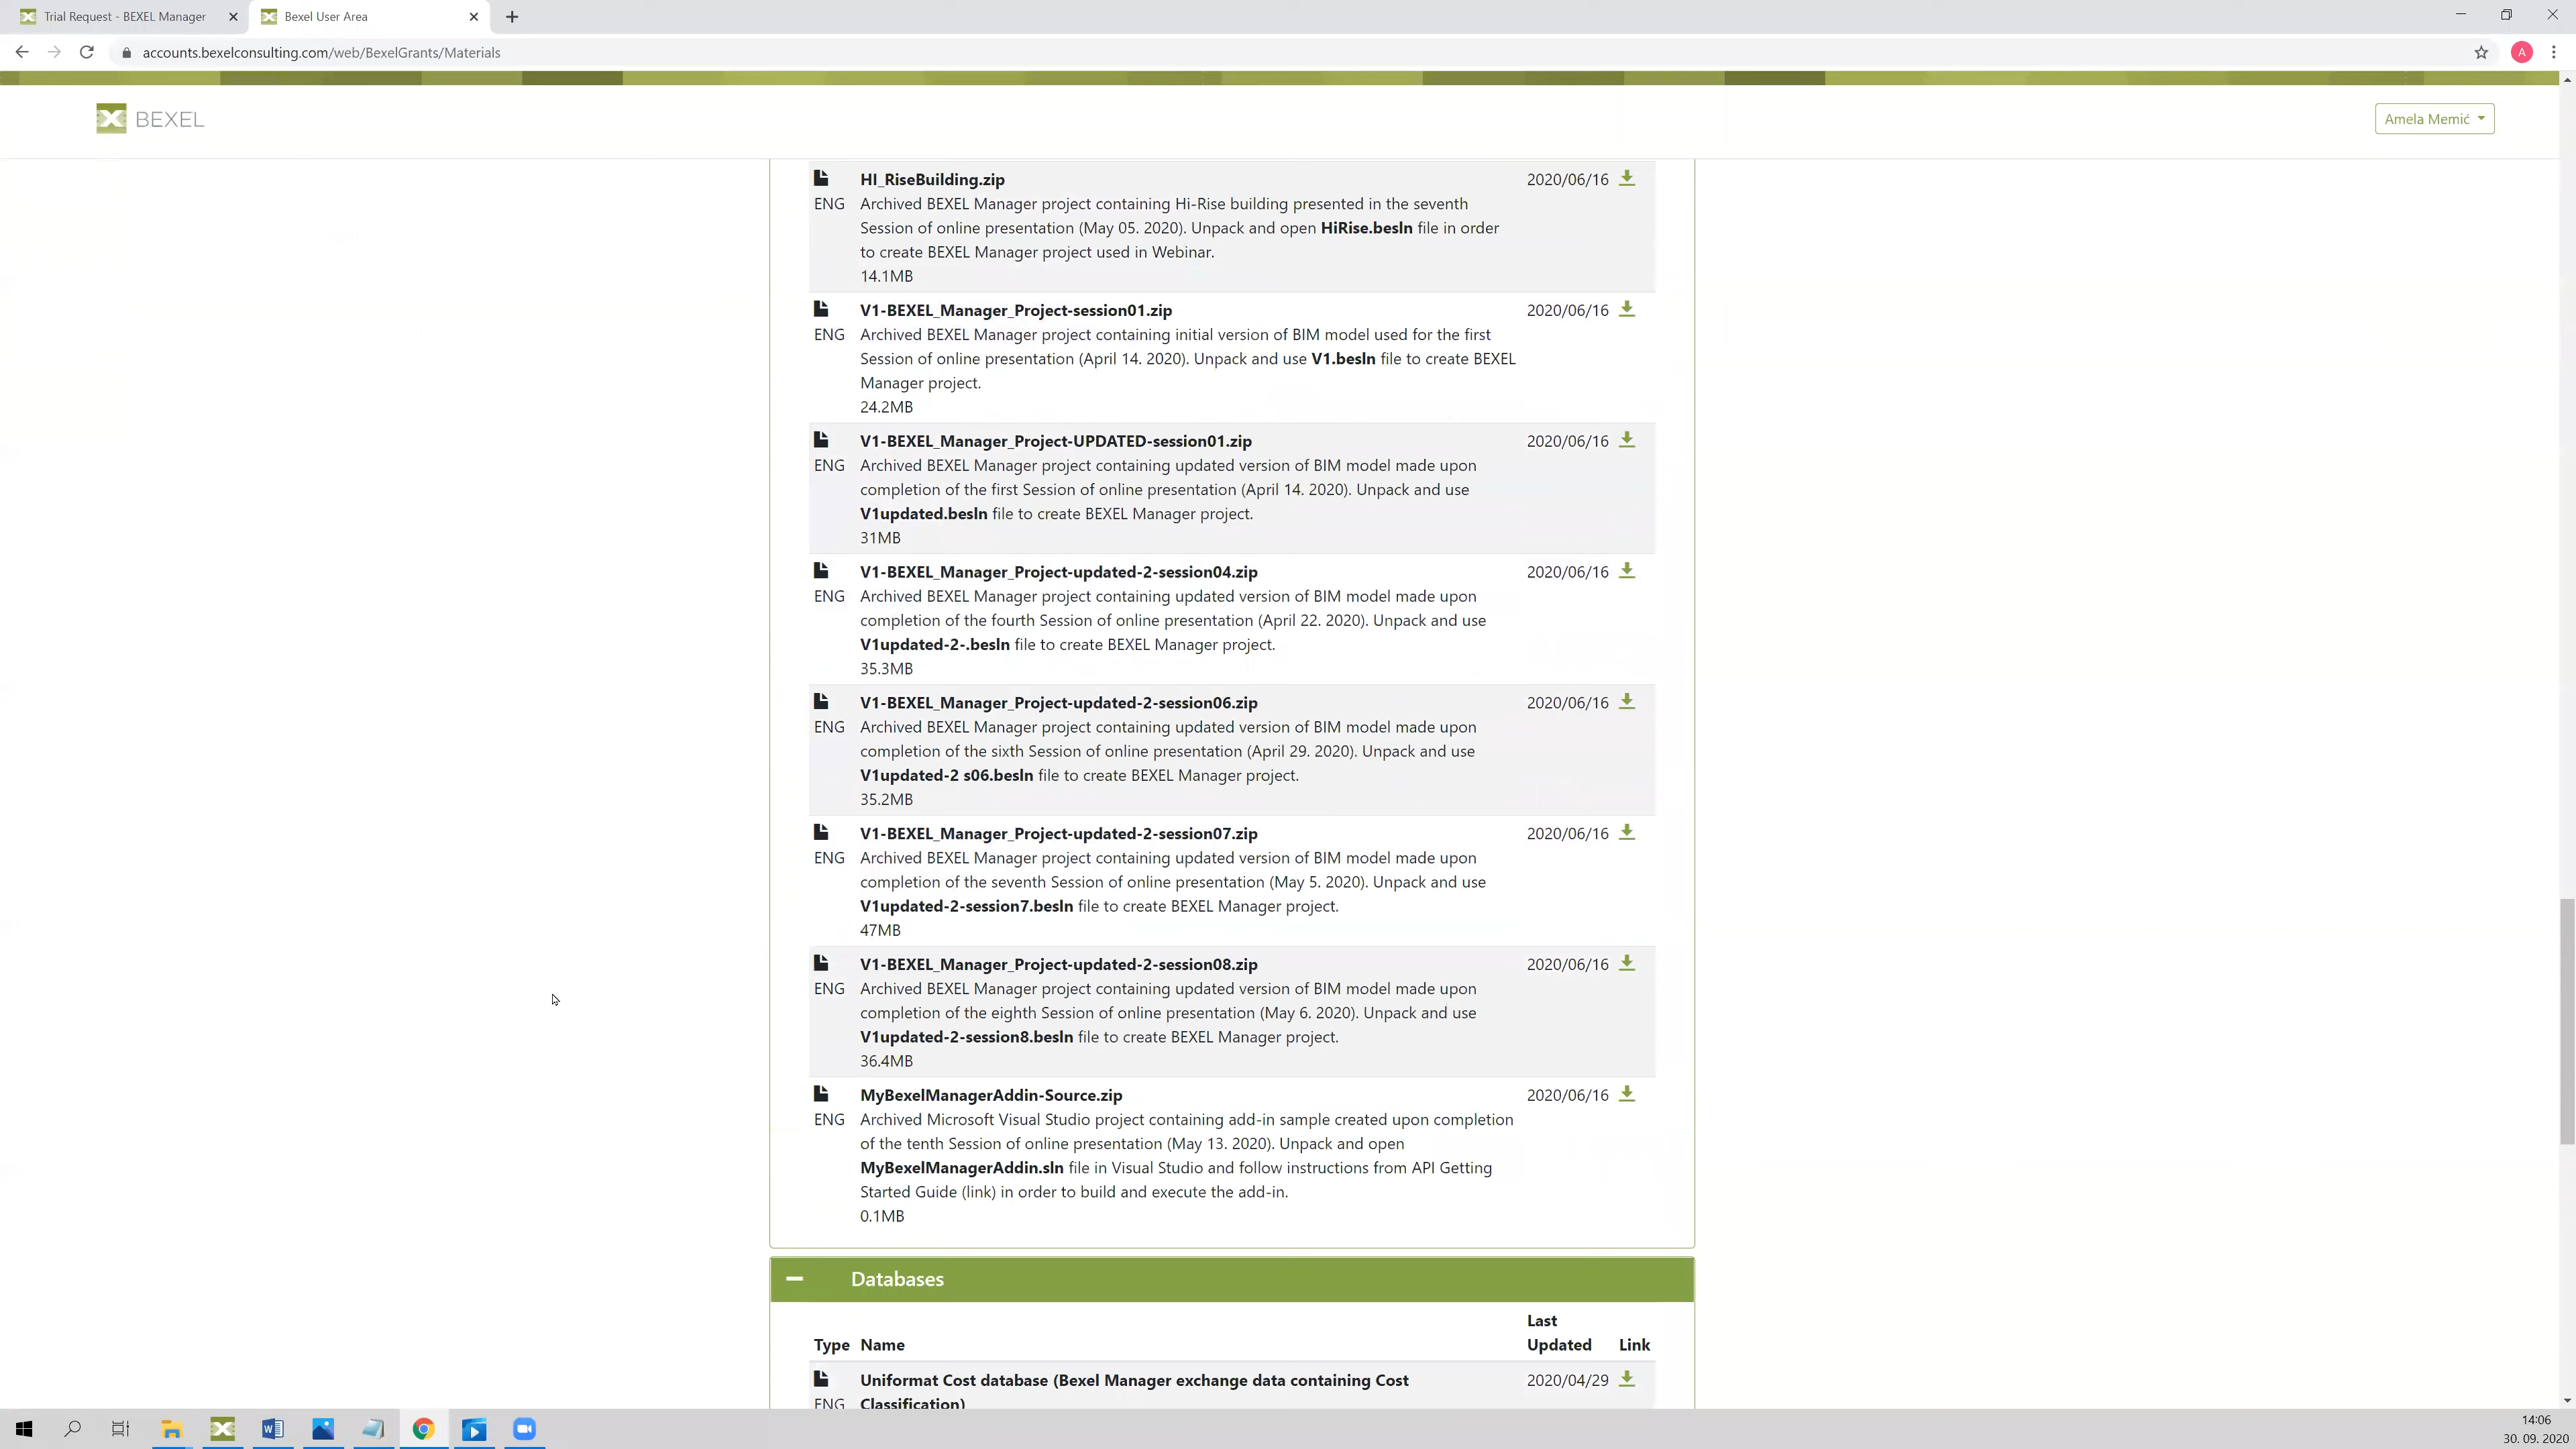 Trial Request - BEXEL Manager
Bexel User Area
accounts.bexelconsulting.com/web/BexelGrants/Materials
A
BEXEL
Amela Memić
HI_RiseBuilding.zip 2020/06/16
ENG Archived BEXEL Manager project containing Hi-Rise building presented in the seventh
Session of online presentation (May 05. 2020). Unpack and open HiRise.besln file in order
to create BEXEL Manager project used in Webinar.
14.1MB
V1-BEXEL_Manager_Project-session01.zip 2020/06/16
ENG Archived BEXEL Manager project containing initial version of BIM model used for the first
Session of online presentation (April 14. 2020). Unpack and use V1.besln file to create BEXEL
Manager project.
24.2MB
V1-BEXEL_Manager_Project-UPDATED-session01.zip 2020/06/16
ENG Archived BEXEL Manager project containing updated version of BIM model made upon
completion of the first Session of online presentation (April 14. 2020). Unpack and use
V1updated.besln file to create BEXEL Manager project.
31MB
V1-BEXEL_Manager_Project-updated-2-session04.zip 2020/06/16
ENG Archived BEXEL Manager project containing updated version of BIM model made upon
completion of the fourth Session of online presentation (April 22. 2020). Unpack and use
V1updated-2-.besln file to create BEXEL Manager project.
35.3MB
V1-BEXEL_Manager_Project-updated-2-session06.zip 2020/06/16
ENG Archived BEXEL Manager project containing updated version of BIM model made upon
completion of the sixth Session of online presentation (April 29. 2020). Unpack and use
V1updated-2 s06.besln file to create BEXEL Manager project.
35.2MB
V1-BEXEL_Manager_Project-updated-2-session07.zip 2020/06/16
ENG Archived BEXEL Manager project containing updated version of BIM model made upon
completion of the seventh Session of online presentation (May 5. 2020). Unpack and use
V1updated-2-session7.besln file to create BEXEL Manager project.
47MB
V1-BEXEL_Manager_Project-updated-2-session08.zip 2020/06/16
ENG Archived BEXEL Manager project containing updated version of BIM model made upon
completion of the eighth Session of online presentation (May 6. 2020). Unpack and use
V1updated-2-session8.besln file to create BEXEL Manager project.
36.4MB
MyBexelManagerAddin-Source.zip 2020/06/16
ENG Archived Microsoft Visual Studio project containing add-in sample created upon completion
of the tenth Session of online presentation (May 13. 2020). Unpack and open
MyBexelManagerAddin.sln file in Visual Studio and follow instructions from API Getting
Started Guide (link) in order to build and execute the add-in.
0.1MB
Databases
Last
Type Name Updated Link
Uniformat Cost database (Bexel Manager exchange data containing Cost 2020/04/29
ENG Classification)
14:06
30. 09. 2020